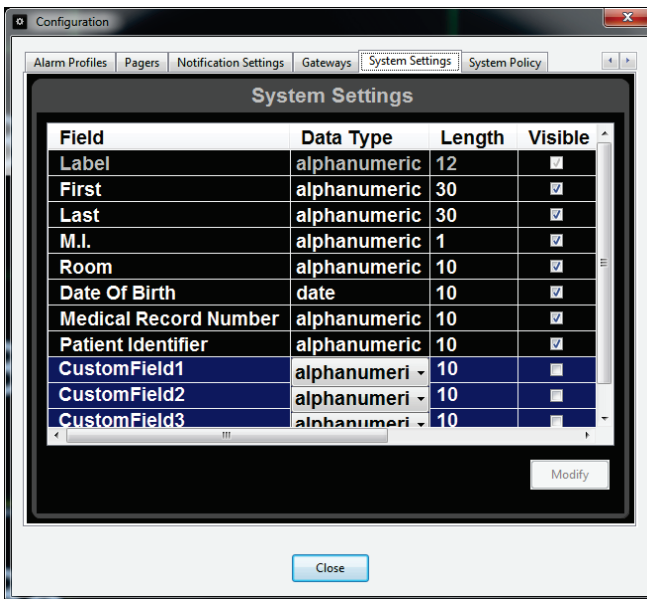 Configuration
Alarm Profiles Pagers Notification Settings Gateways System Settings System Policy
System Settings
Field Data Type Length Visible
Label alphanumeric 12
First alphanumeric 30
Last alphanumeric 30
M.I. alphanumeric 1
Room alphanumeric 10
Date Of Birth date 10
Medical Record Number alphanumeric 10
Patient Identifier alphanumeric 10
CustomField1 alphanumeri 10
CustomField2 alphanumeri 10
CustomField3 alphanumeri 10
Modify
Close